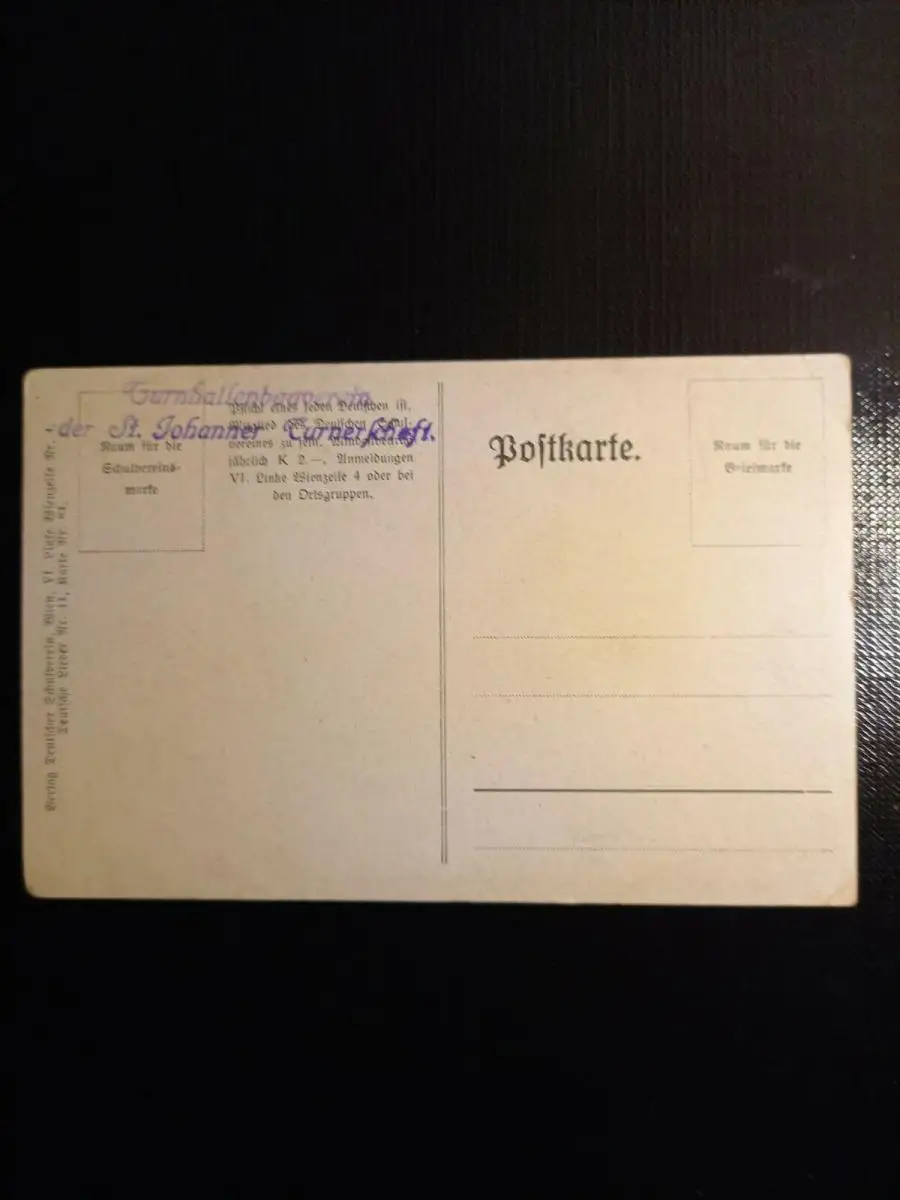 Turnhallenbauverein
der St. Johanner Turnerschaft.
Raum für die
Schulvereins-
marke
Pflicht eines jeden Deutschen ist,
Mitglied des Deutschen Schul-
vereines zu sein. Mindestbeitrag
jährlich K 2.—, Anmeldungen
VI. Linke Wienzeile 4 oder bei
den Ortsgruppen.
Verlag Deutscher Schulverein, Wien, VI. Linke Wienzeile Nr. 4.
Deutsche Lieder Nr. 11, Karte Nr.
Postkarte.
Raum für die
Briefmarke